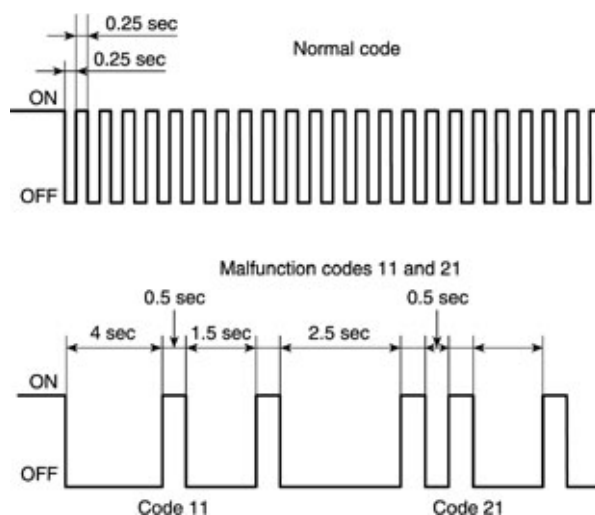 0.25 sec
0.25 sec
Normal code
ON
OFF
Malfunction codes 11 and 21
0.5 sec
0.5 sec
4 sec
1.5 sec
2.5 sec
ON
OFF
Code 11
Code 21